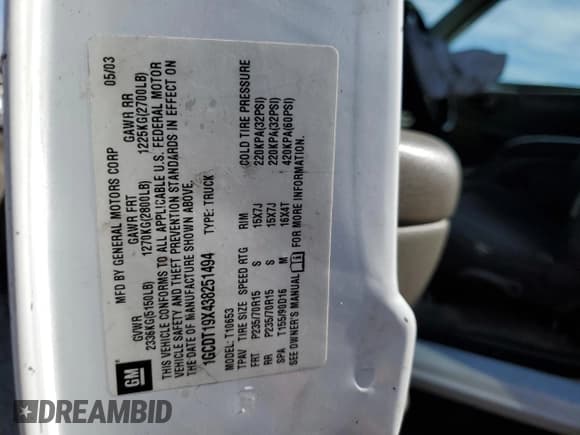 MFD BY GENERAL MOTORS CORP 05/03
GVWR GAWR FRT GAWR RR
2336KG(5150LB) 1270KG(2800LB) 1225KG(2700LB)
THIS VEHICLE CONFORMS TO ALL APPLICABLE U.S. FEDERAL MOTOR
VEHICLE SAFETY AND THEFT PREVENTION STANDARDS IN EFFECT ON
THE DATE OF MANUFACTURE SHOWN ABOVE.
1GCDT19X438251494 TYPE: TRUCK
MODEL: T10653
TPAV TIRE SIZE SPEED RTG RIM COLD TIRE PRESSURE
FRT P235/70R15 S 15X7J 220KPA(32PSI)
RR P235/70R15 S 15X7J 220KPA(32PSI)
SPA T155/90D16 M 16X4T 420KPA(60PSI)
SEE OWNER'S MANUAL FOR MORE INFORMATION.
GM
DREAMBID